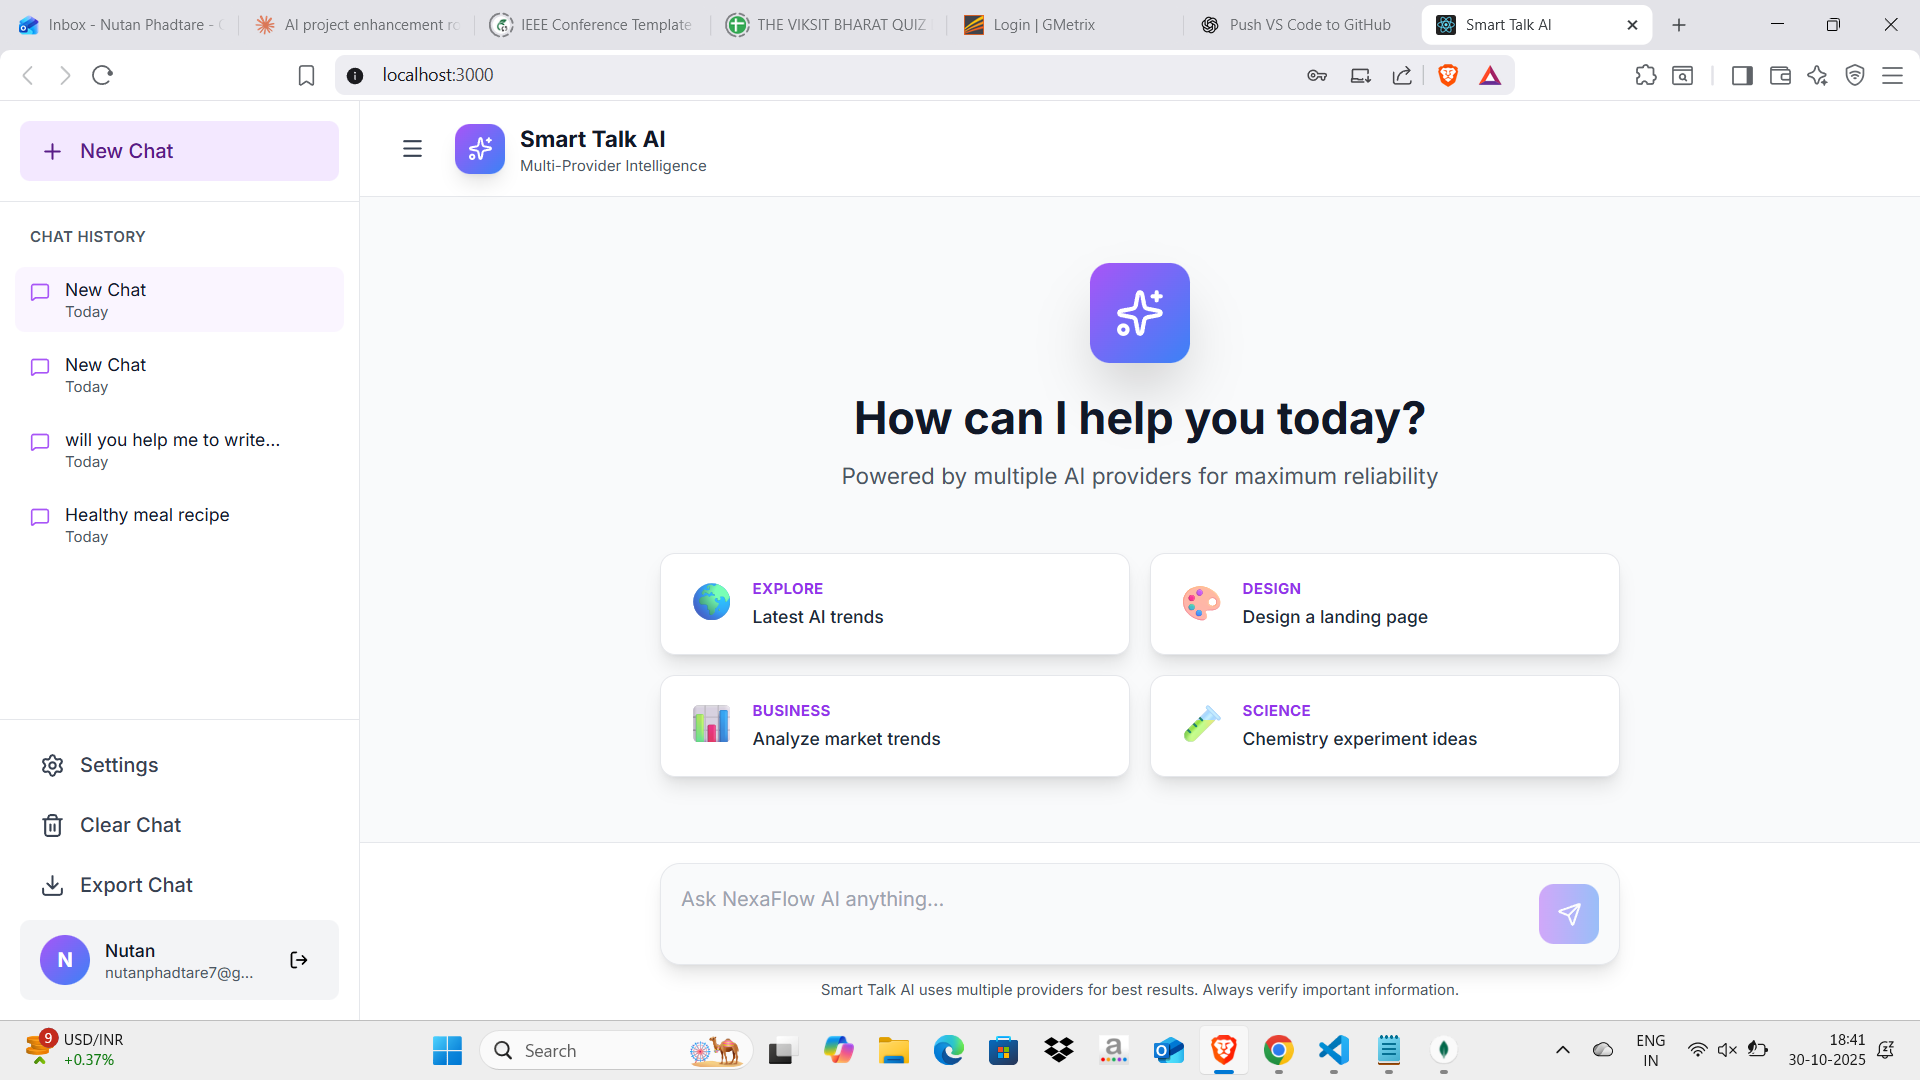 Inbox - Nutan Phadtare -
AI project enhancement ro
IEEE Conference Template
THE VIKSIT BHARAT QUIZ
Login | GMetrix
Push VS Code to GitHub
Smart Talk AI
localhost:3000
New Chat
Smart Talk AI
Multi-Provider Intelligence
CHAT HISTORY
New Chat
Today
New Chat
Today
will you help me to write...
Today
Healthy meal recipe
Today
How can I help you today?
Powered by multiple AI providers for maximum reliability
EXPLORE
Latest AI trends
DESIGN
Design a landing page
BUSINESS
Analyze market trends
SCIENCE
Chemistry experiment ideas
Settings
Clear Chat
Export Chat
N
Nutan
nutanphadtare7@g...
Ask NexaFlow AI anything...
Smart Talk AI uses multiple providers for best results. Always verify important information.
9
USD/INR
+0.37%
Search
a
ENG
IN
18:41
30-10-2025